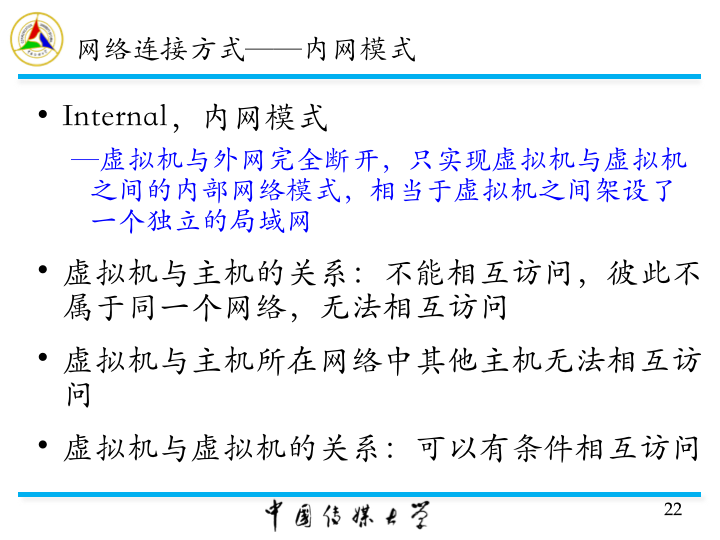 网络连接方式——内网模式
• Internal，内网模式
—虚拟机与外网完全断开，只实现虚拟机与虚拟机
之间的内部网络模式，相当于虚拟机之间架设了
一个独立的局域网
• 虚拟机与主机的关系：不能相互访问，彼此不
属于同一个网络，无法相互访问
• 虚拟机与主机所在网络中其他主机无法相互访
问
• 虚拟机与虚拟机的关系：可以有条件相互访问
中国传媒大学
22